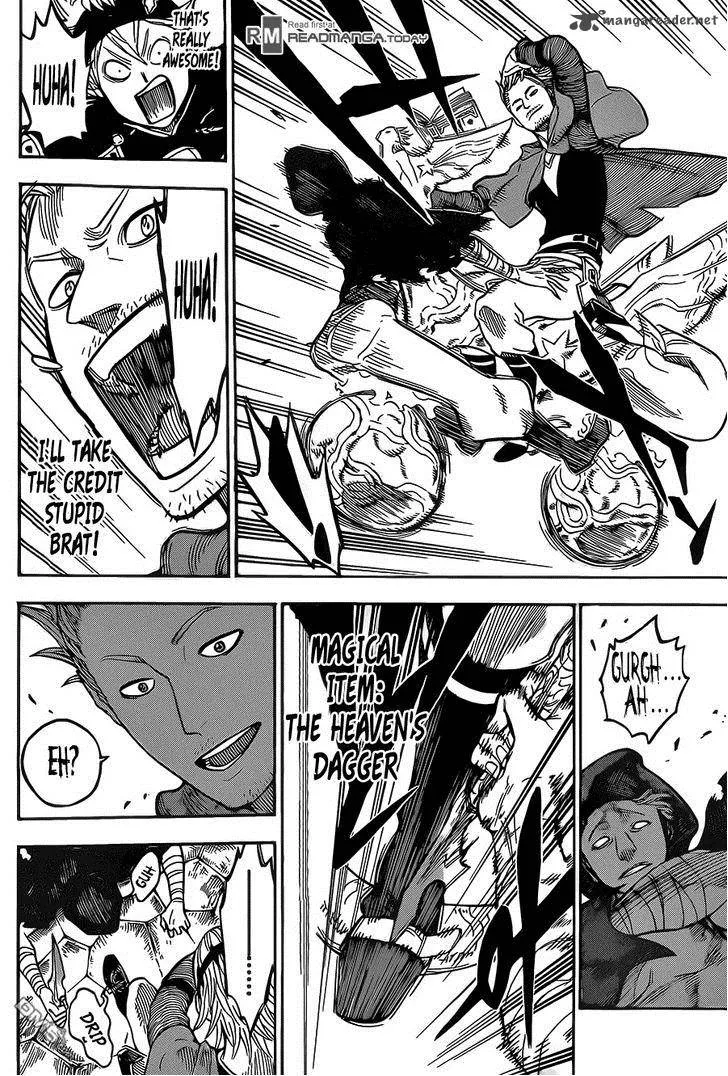 THAT'S
REALLY
AWESOME!
HUHA!
Read first at
RM READMANGA.TODAY
mangareader.net
HUHA!
I'LL TAKE
THE CREDIT
STUPID
BRAT!
GURGH...
AH...
MAGICAL
ITEM:
THE HEAVEN'S
DAGGER
EH?
.........
GUH
DRIP